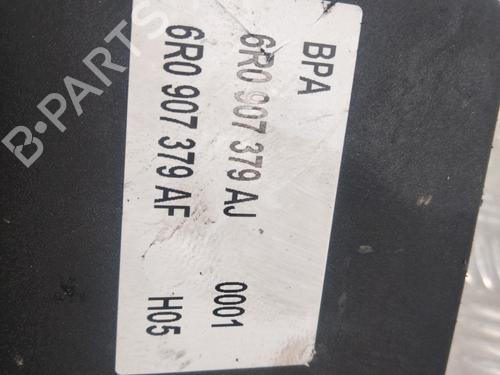 BPA
6R0 907 379 AJ 0001
6R0 907 379 AF H05
B-PARTS